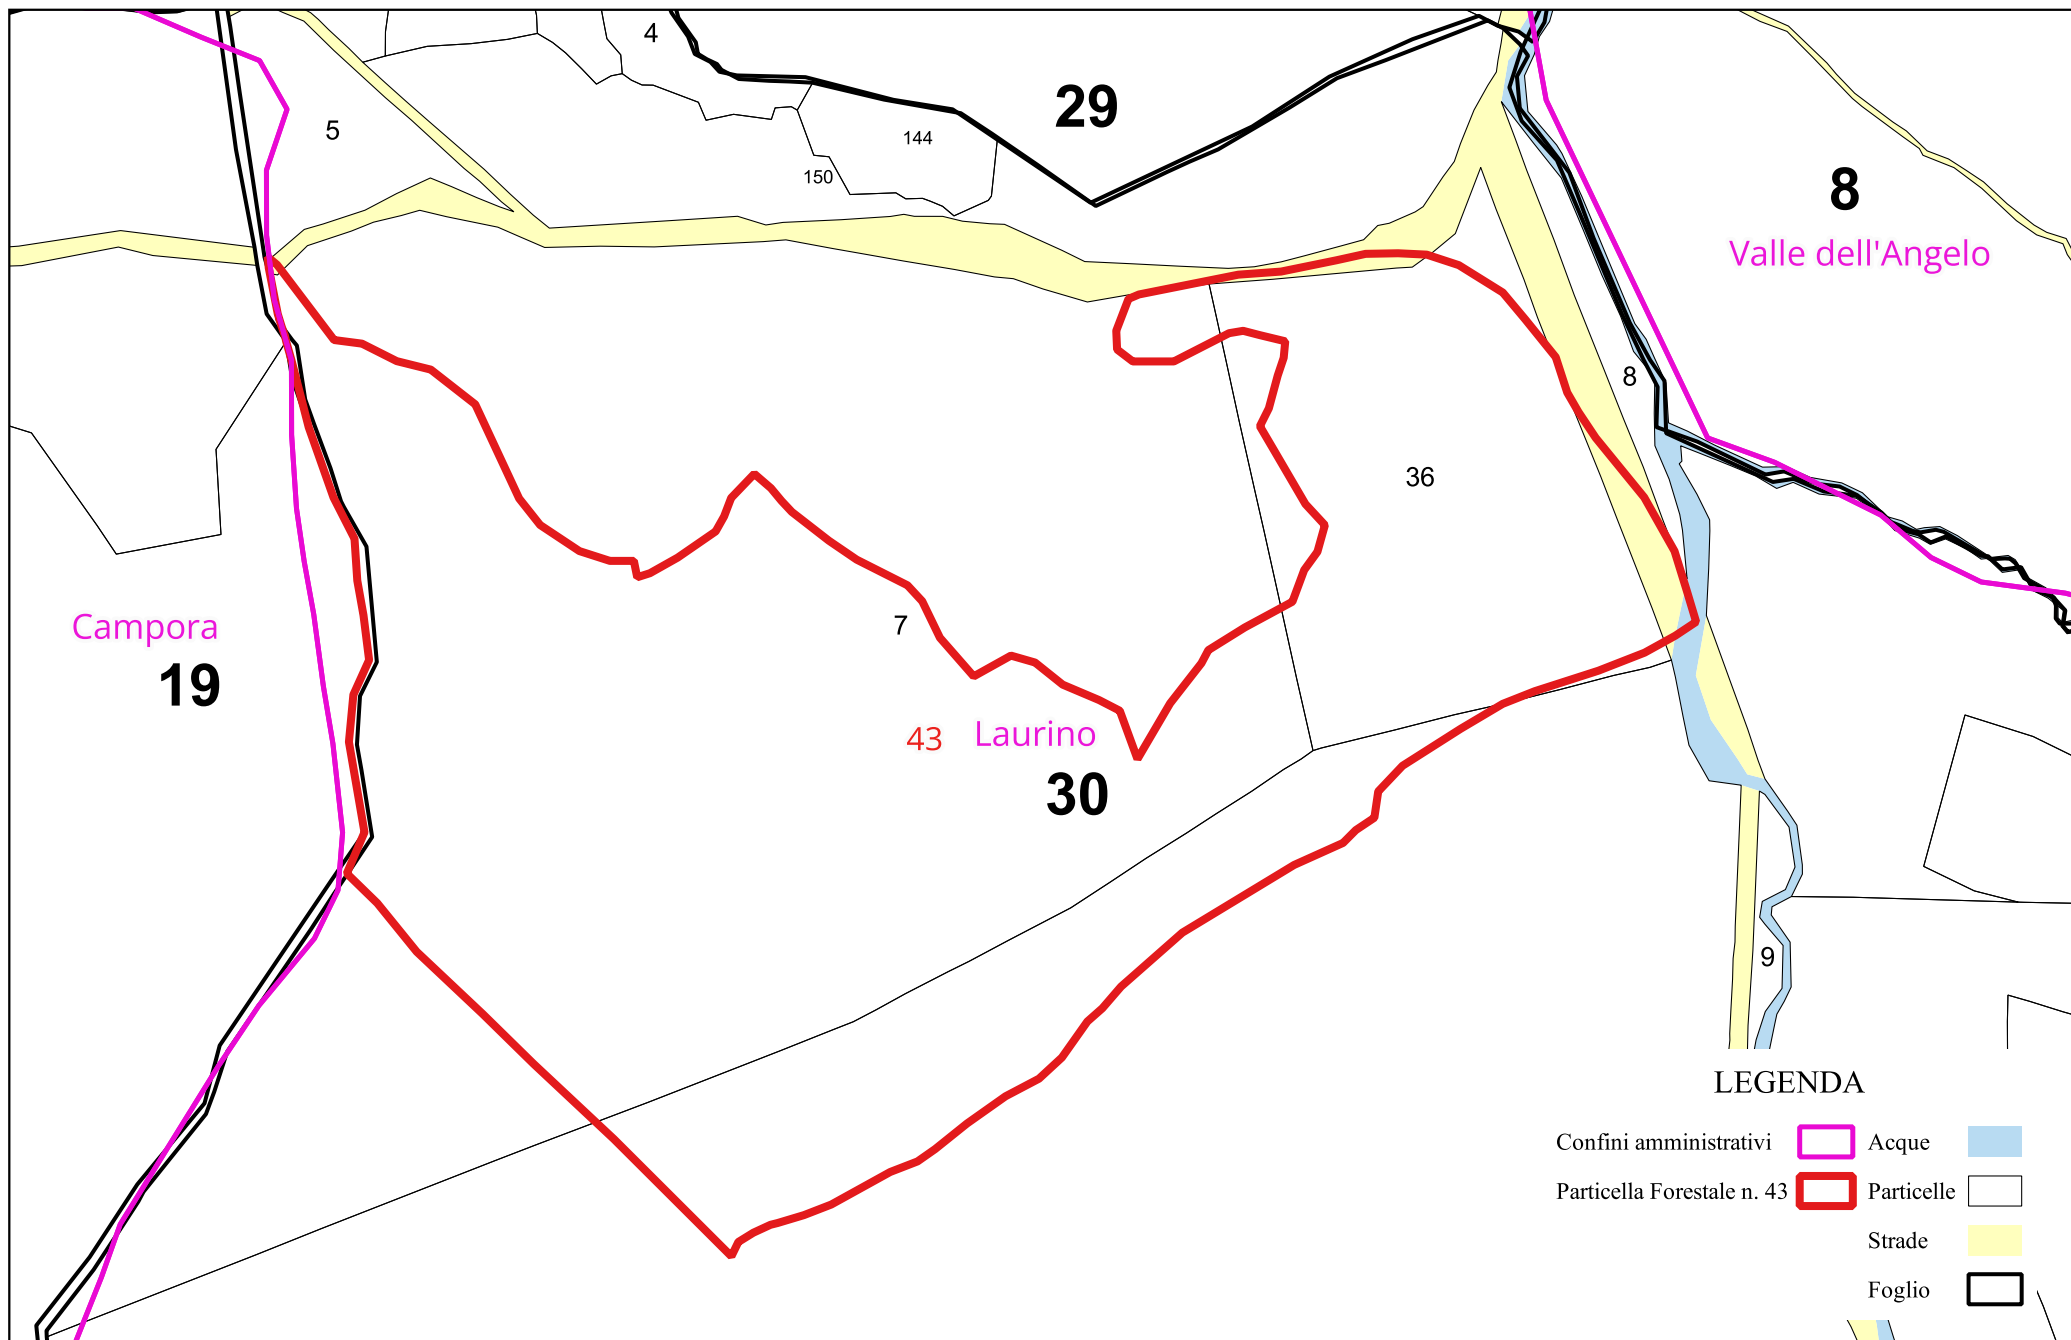 4
29
5
144
150
8
Valle dell'Angelo
8
36
7
Campora
19
43
Laurino
30
9
LEGENDA
Confini amministrativi
Acque
Particella Forestale n. 43
Particelle
Strade
Foglio